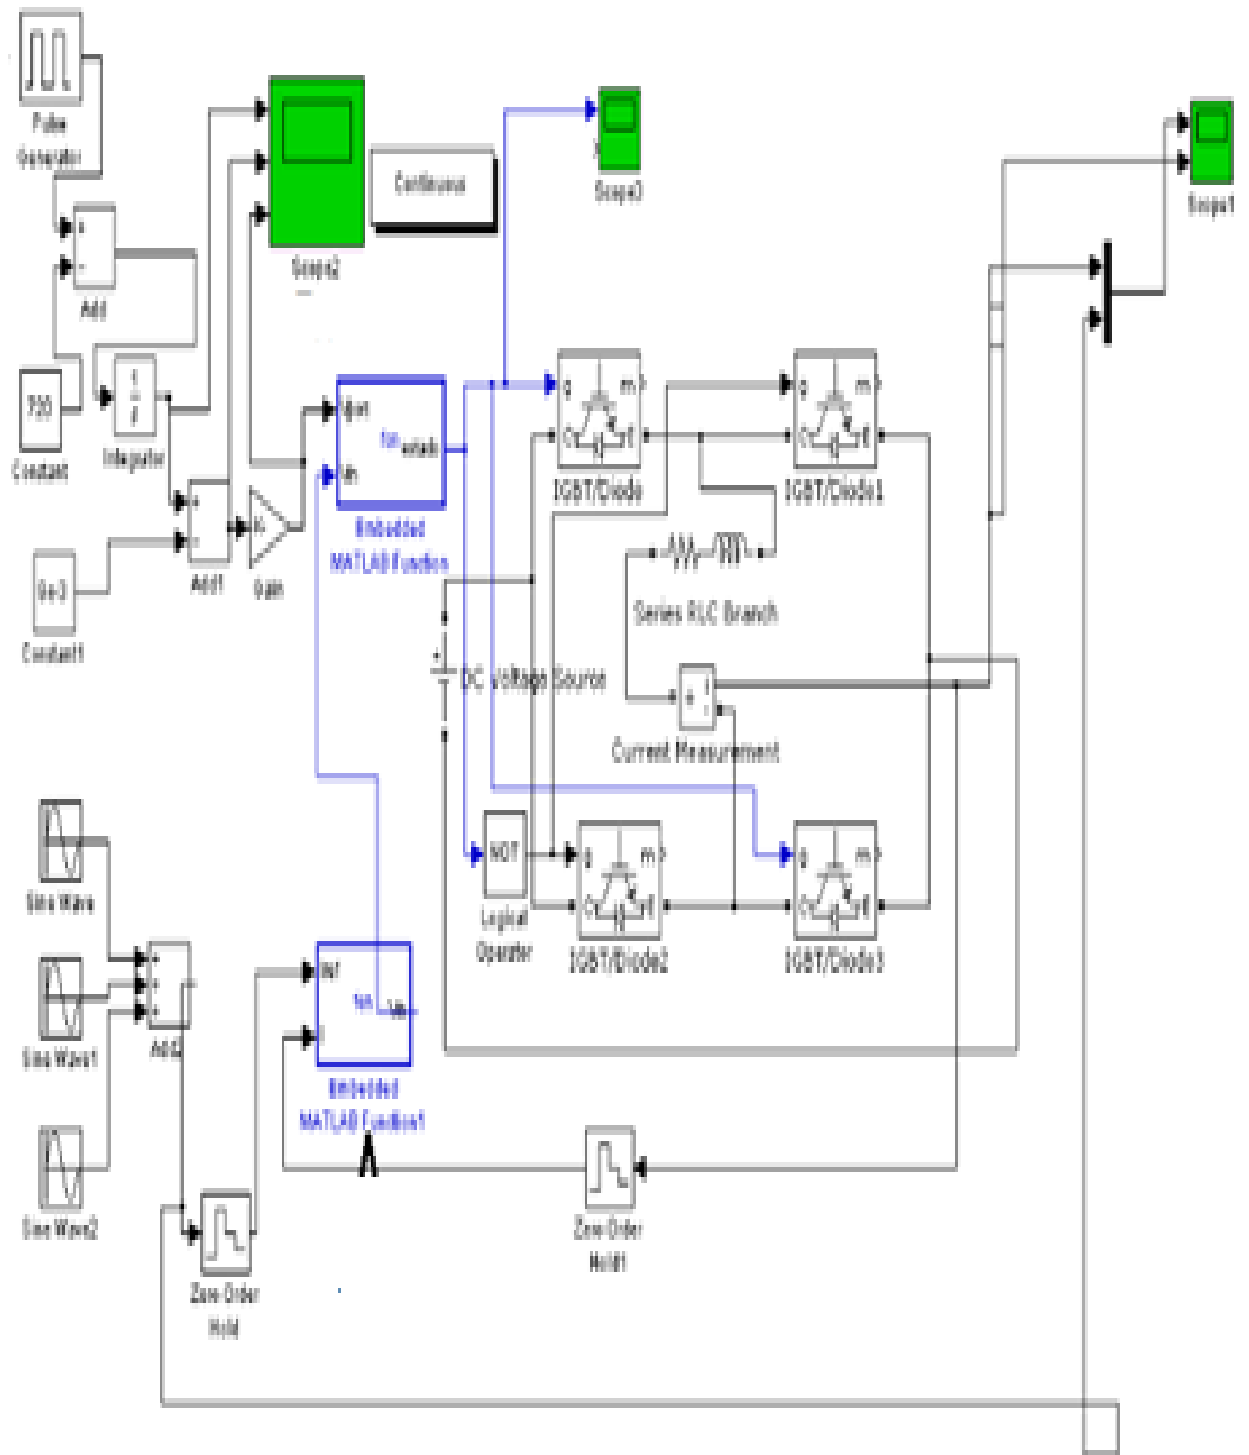 Pulse
Generator
Continuous
Scope3
Scope1
Scope2
Add
720
Constant
Integrator
g
m
g
m
C
E
C
E
IGBT/Diode
IGBT/Diode1
Embedded
MATLAB Function
Add1
Gain
Constant1
Series RLC Branch
DC Voltage Source
Current Measurement
NOT
g
m
g
m
C
E
C
E
Logical
Operator
IGBT/Diode2
IGBT/Diode3
Sine Wave
Sine Wave1
Add2
Embedded
MATLAB Function1
Sine Wave2
Zero-Order
Hold1
Zero-Order
Hold